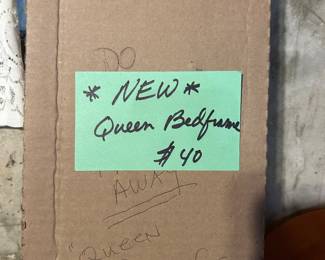 DO
* NEW *
Queen Bedframe
$40
AWAY
"QUEEN